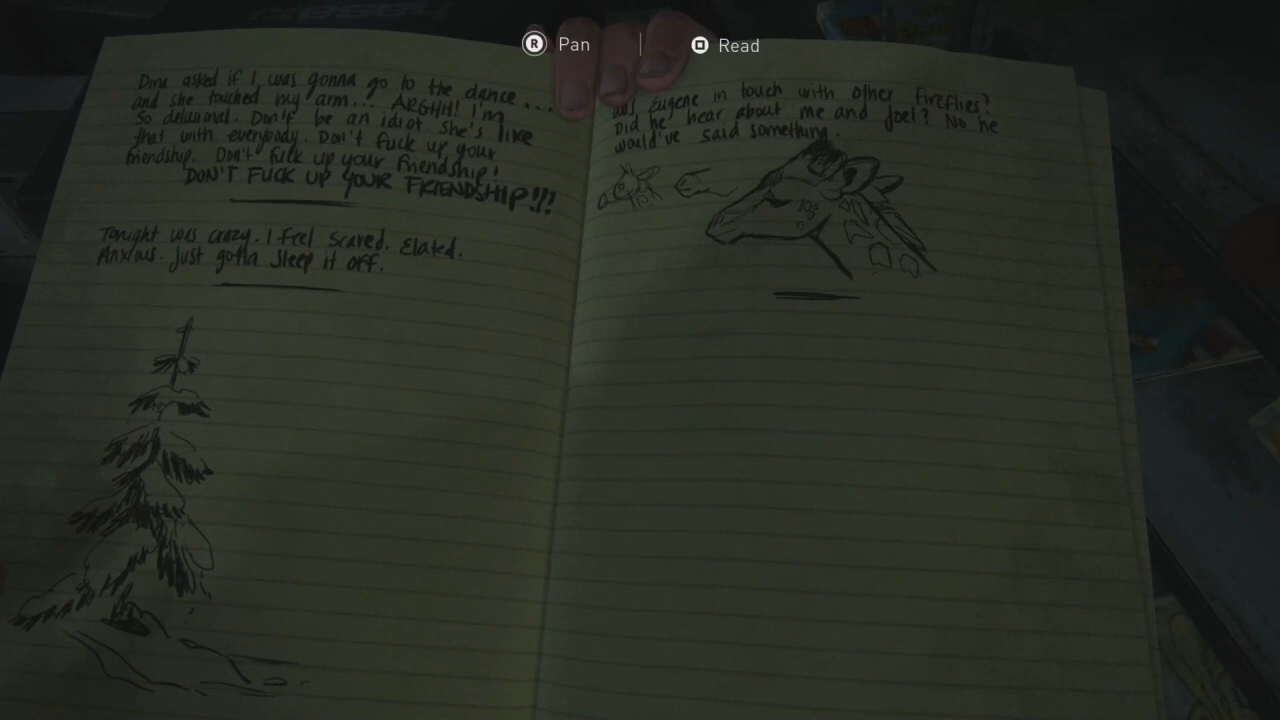 R Pan
Read
Dina asked if I was gonna go to the dance...
and she touched my arm... ARGHH! I'm
so delusional. Don't be an idiot. She's like
that with everybody. Don't fuck up your
friendship. Don't fuck up your friendship!
DON'T FUCK UP YOUR FRIENDSHIP!!!
Tonight was crazy. I feel scared. Elated.
Anxious. Just gotta sleep it off.
Was Eugene in touch with other Fireflies?
Did he hear about me and Joel? No he
would've said something.